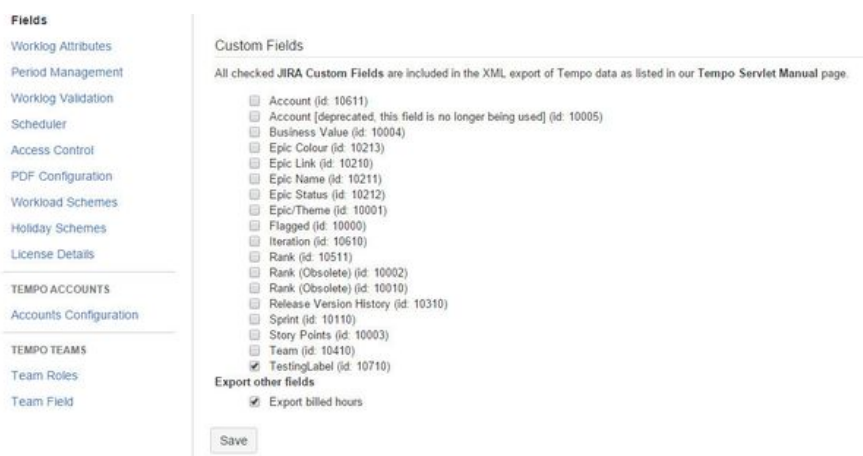 Fields
Worklog Attributes
Period Management
Worklog Validation
Scheduler
Access Control
PDF Configuration
Workload Schemes
Holiday Schemes
License Details
TEMPO ACCOUNTS
Accounts Configuration
TEMPO TEAMS
Team Roles
Team Field
Custom Fields
All checked JIRA Custom Fields are included in the XML export of Tempo data as listed in our Tempo Servlet Manual page.
Account (id: 10611)
Account [deprecated, this field is no longer being used] (id: 10005)
Business Value (id: 10004)
Epic Colour (id: 10213)
Epic Link (id: 10210)
Epic Name (id: 10211)
Epic Status (id: 10212)
Epic/Theme (id: 10001)
Flagged (id: 10000)
Iteration (id: 10610)
Rank (id: 10511)
Rank (Obsolete) (id: 10002)
Rank (Obsolete) (id: 10010)
Release Version History (id: 10310)
Sprint (id: 10110)
Story Points (id: 10003)
Team (id: 10410)
TestingLabel (id: 10710)
Export other fields
Export billed hours
Save